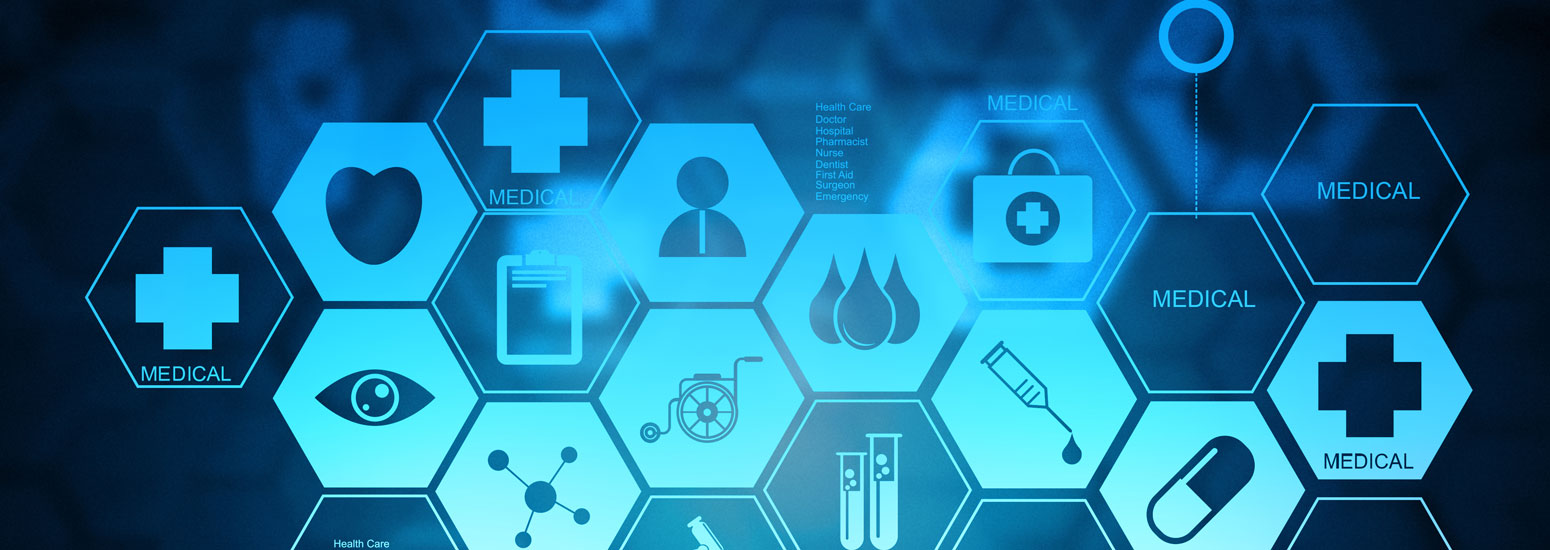 MEDICAL
Health Care
Doctor
Hospital
Pharmacist
Nurse
Dentist
First Aid
Surgeon
Emergency
MEDICAL
MEDICAL
MEDICAL
MEDICAL
MEDICAL
Health Care